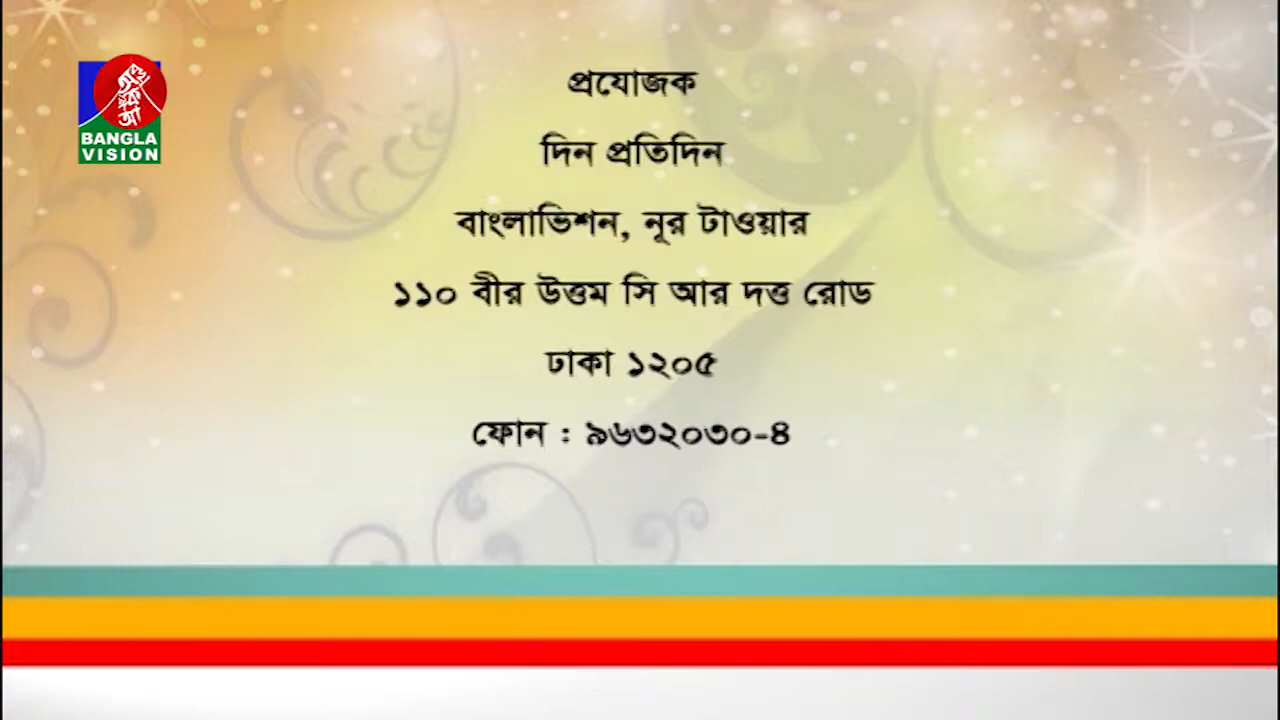 প্রযোজক
দিন প্রতিদিন
বাংলাভিশন, নূর টাওয়ার
১১০ বীর উত্তম সি আর দত্ত রোড
ঢাকা ১২০৫
ফোন : ৯৬৩২০৩০-৪
BANGLA
VISION